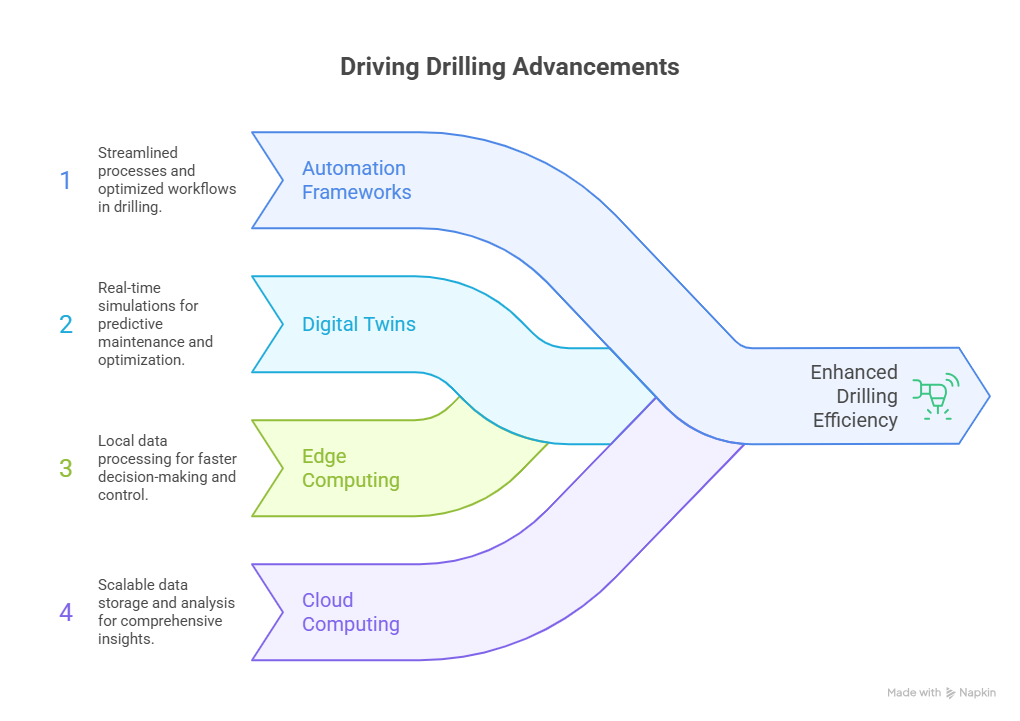 Driving Drilling Advancements
1
Streamlined
processes and
optimized workflows
in drilling.
Automation
Frameworks
2
Real-time
simulations for
predictive
maintenance and
optimization.
Digital Twins
Enhanced
Drilling
Efficiency
3
Local data
processing for faster
decision-making and
control.
Edge
Computing
4
Scalable data
storage and analysis
for comprehensive
insights.
Cloud
Computing
Made with Napkin